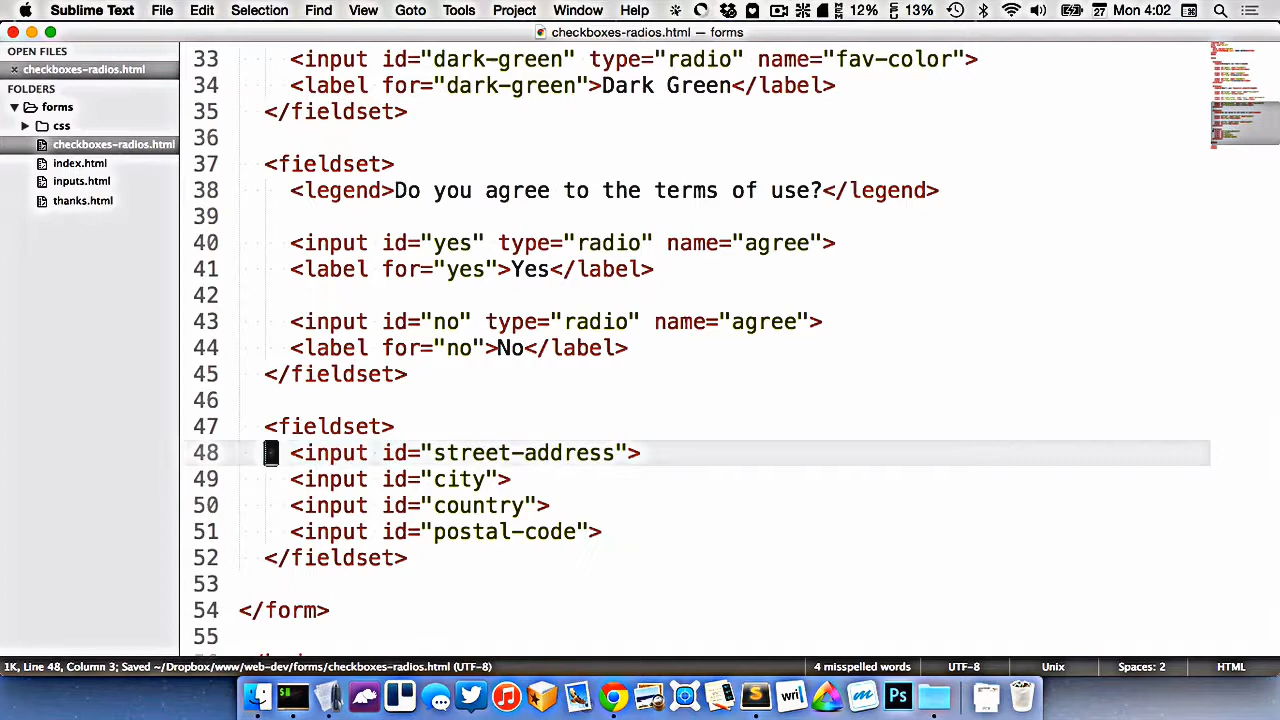 Sublime Text File Edit Selection Find View Goto Tools Project Window Help 12% 13% 27 Mon 4:02
checkboxes-radios.html — forms
OPEN FILES
× checkboxes-radios.html
FOLDERS
forms
css
checkboxes-radios.html
index.html
inputs.html
thanks.html
33 <input id="dark-green" type="radio" name="fav-color">
34 <label for="dark-green">Dark Green</label>
35 </fieldset>
36
37 <fieldset>
38 <legend>Do you agree to the terms of use?</legend>
39
40 <input id="yes" type="radio" name="agree">
41 <label for="yes">Yes</label>
42
43 <input id="no" type="radio" name="agree">
44 <label for="no">No</label>
45 </fieldset>
46
47 <fieldset>
48 <input id="street-address">
49 <input id="city">
50 <input id="country">
51 <input id="postal-code">
52 </fieldset>
53
54 </form>
55
1K, Line 48, Column 3; Saved ~/Dropbox/www/web-dev/forms/checkboxes-radios.html (UTF-8) 4 misspelled words UTF-8 Unix Spaces: 2 HTML
wri Ps